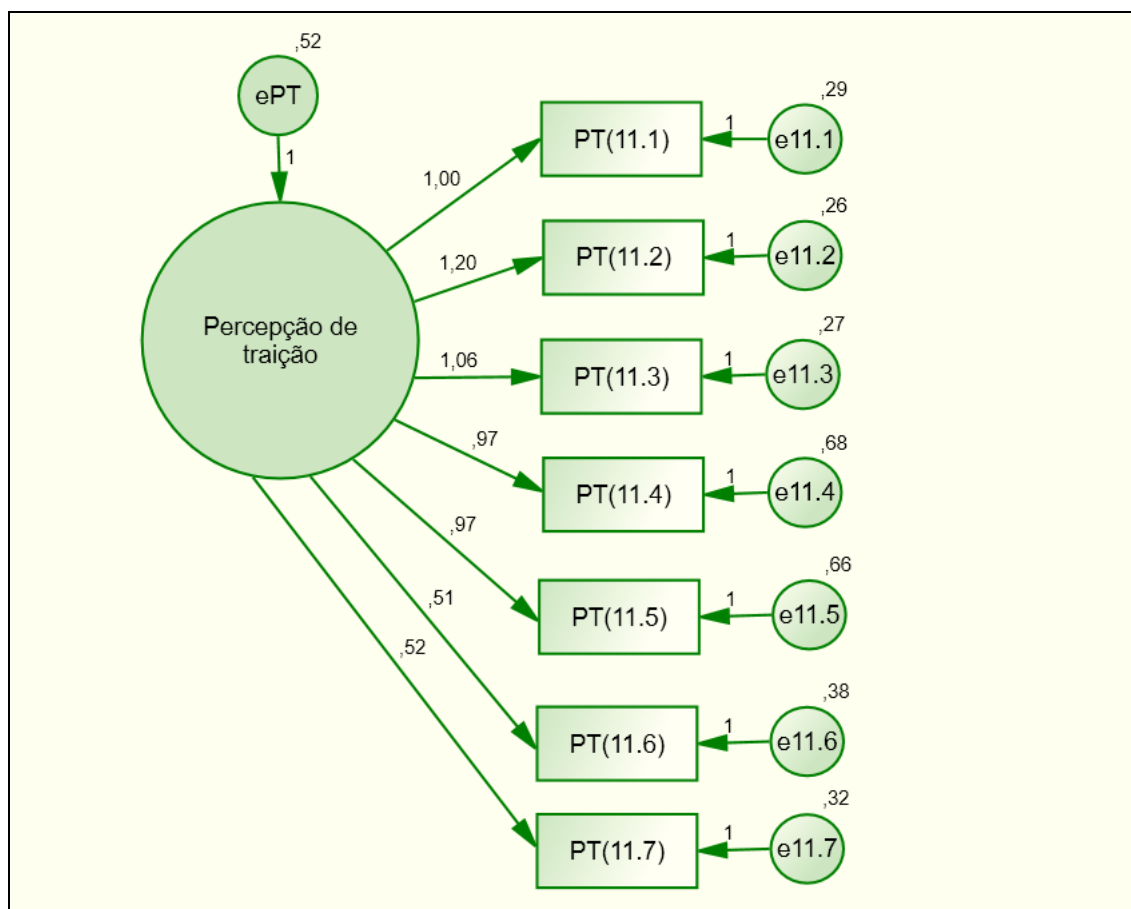 ,52
ePT
1
Percepção de
traição
1,00
PT(11.1)
1
e11.1
,29
1,20
PT(11.2)
1
e11.2
,26
1,06
PT(11.3)
1
e11.3
,27
,97
PT(11.4)
1
e11.4
,68
,97
PT(11.5)
1
e11.5
,66
,51
PT(11.6)
1
e11.6
,38
,52
PT(11.7)
1
e11.7
,32